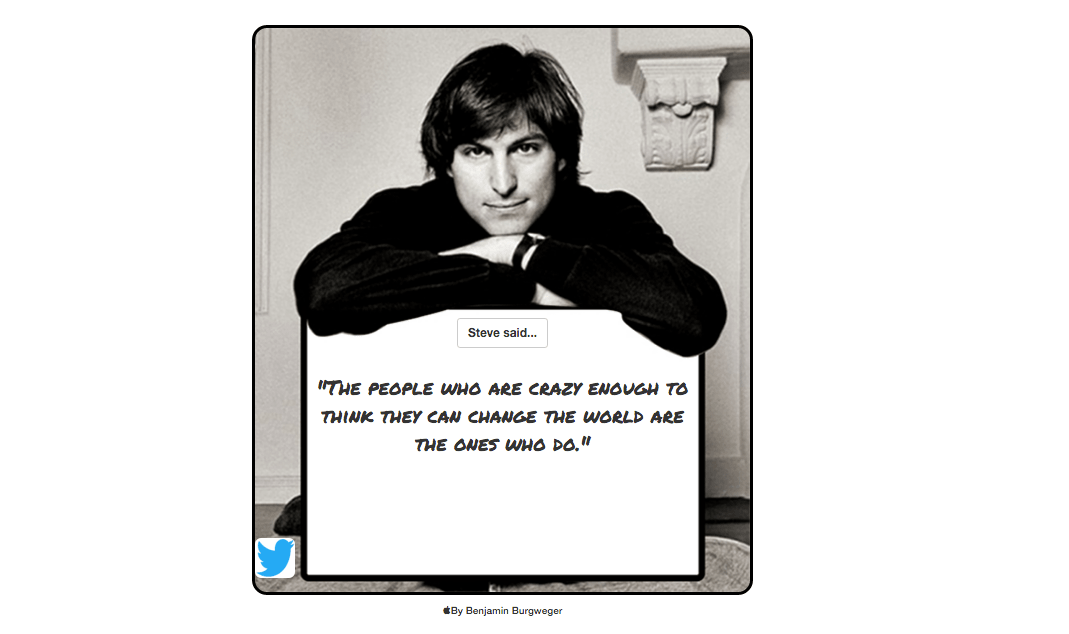 Steve said...
"The people who are crazy enough to
think they can change the world are
the ones who do."
By Benjamin Burgweger